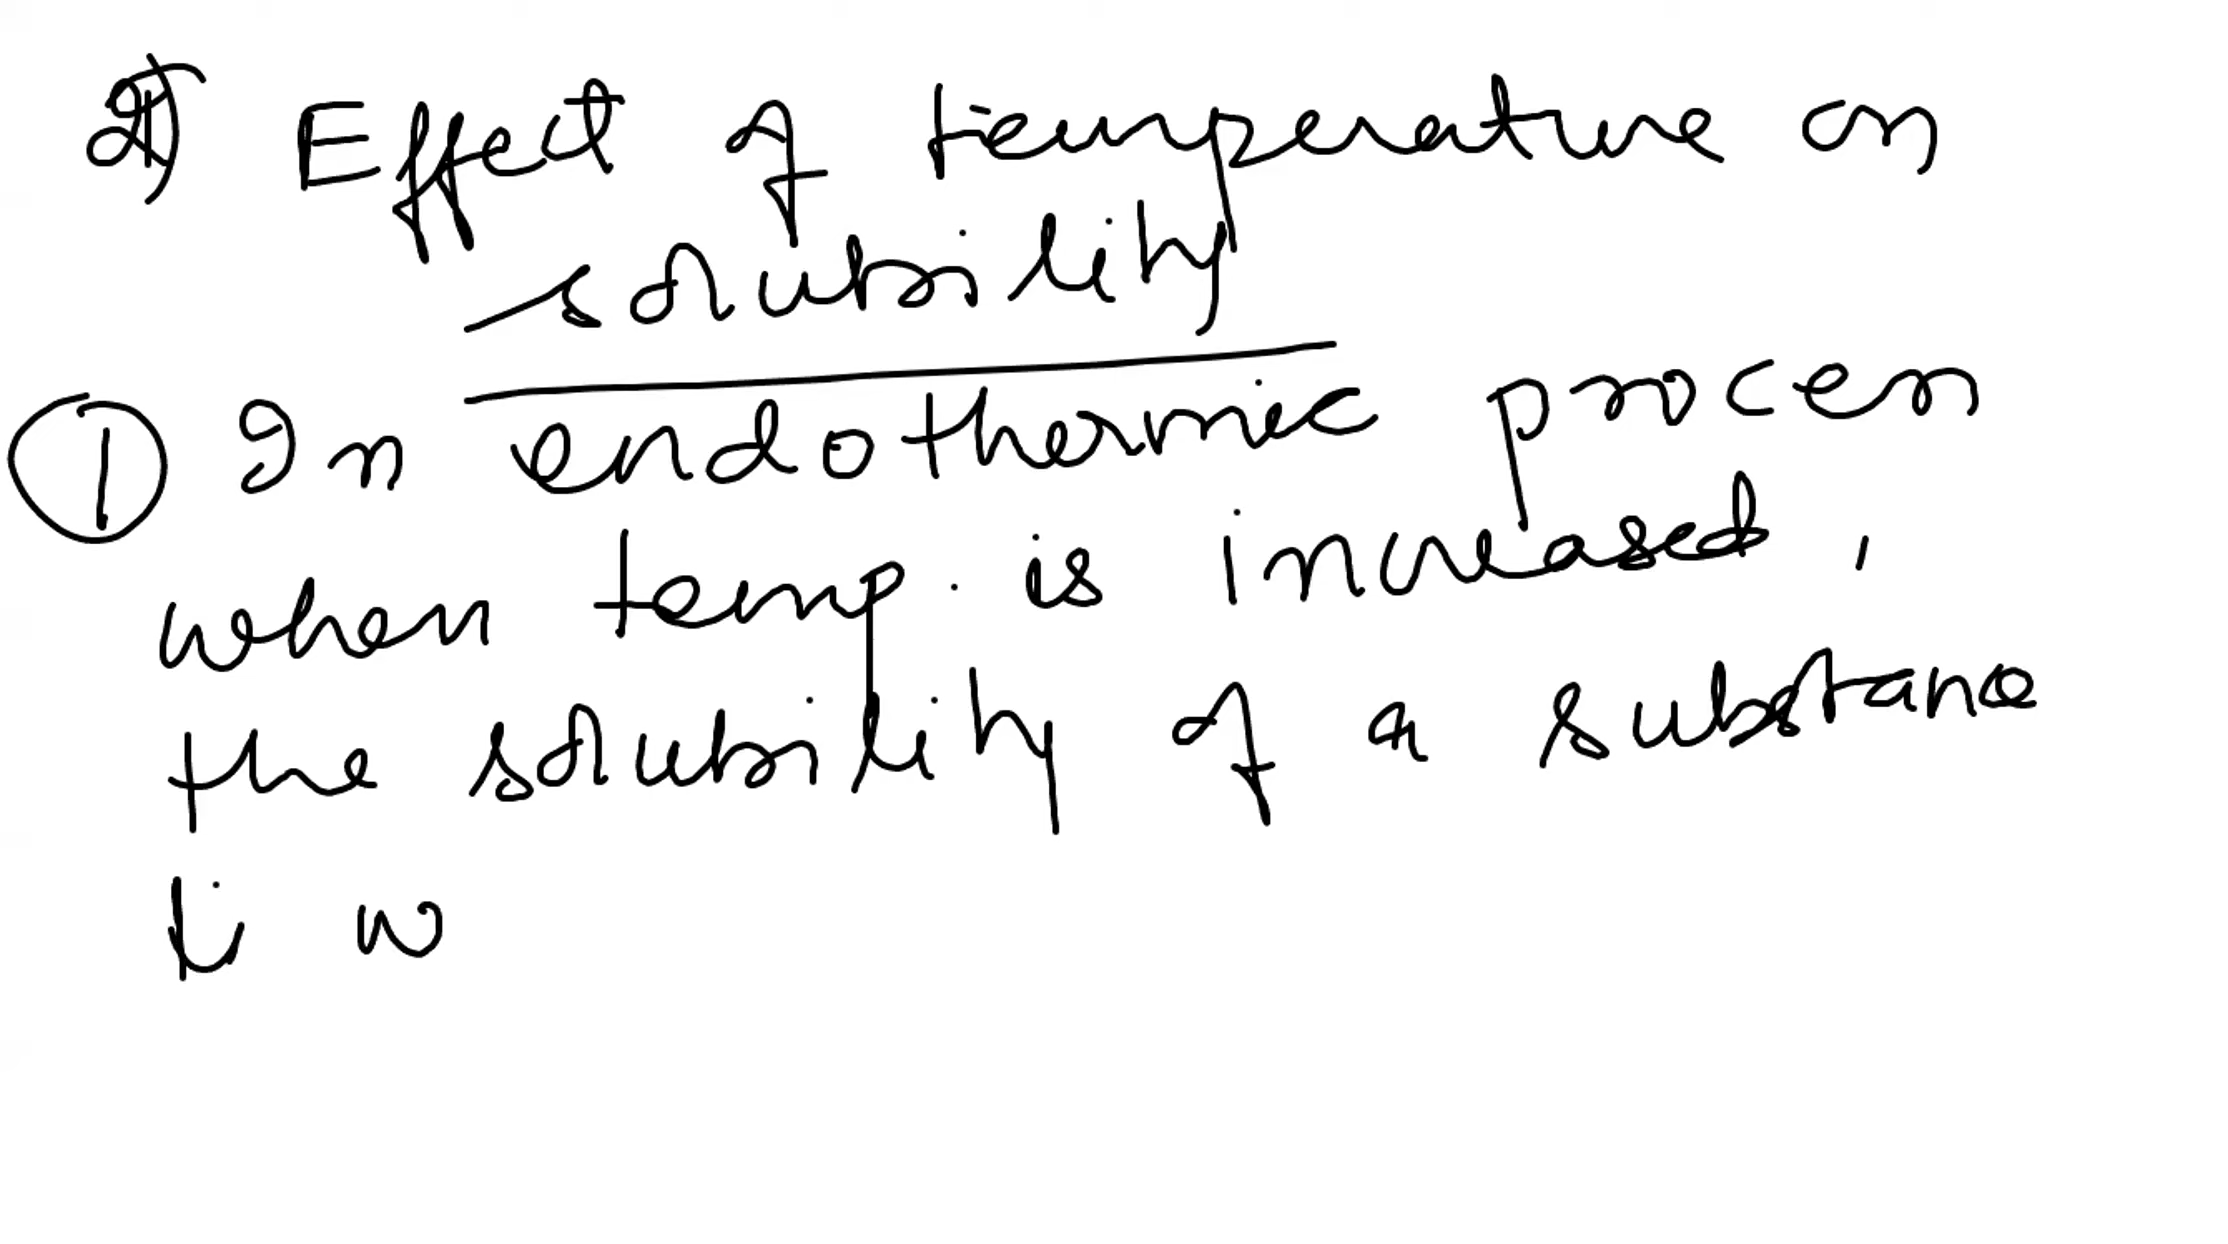 Effect of temperature on
solubility
① In endothermic process
when temp. is increased,
the solubility of a substance